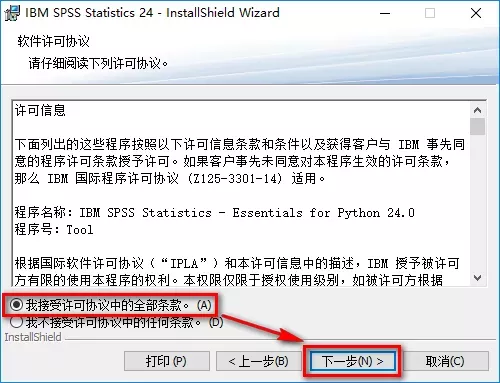 IBM SPSS Statistics 24 - InstallShield Wizard
软件许可协议
请仔细阅读下列许可协议。
许可信息
下面列出的这些程序按照以下许可信息条款和条件以及获得客户与 IBM 事先同
意的程序许可条款授予许可。如果客户事先未同意对本程序生效的许可条款，
那么 IBM 国际程序许可协议 (Z125-3301-14) 适用。
程序名称：IBM SPSS Statistics - Essentials for Python 24.0
程序号：Tool
根据国际软件许可协议（“IPLA”）和本许可信息中的描述，IBM 授予被许可
方有限的使用本程序的权利。本权限仅限于授权使用级别，如被许可方根据
我接受许可协议中的全部条款。(A)
我不接受许可协议中的任何条款。(D)
InstallShield
打印(P)
< 上一步(B)
下一步(N) >
取消(C)